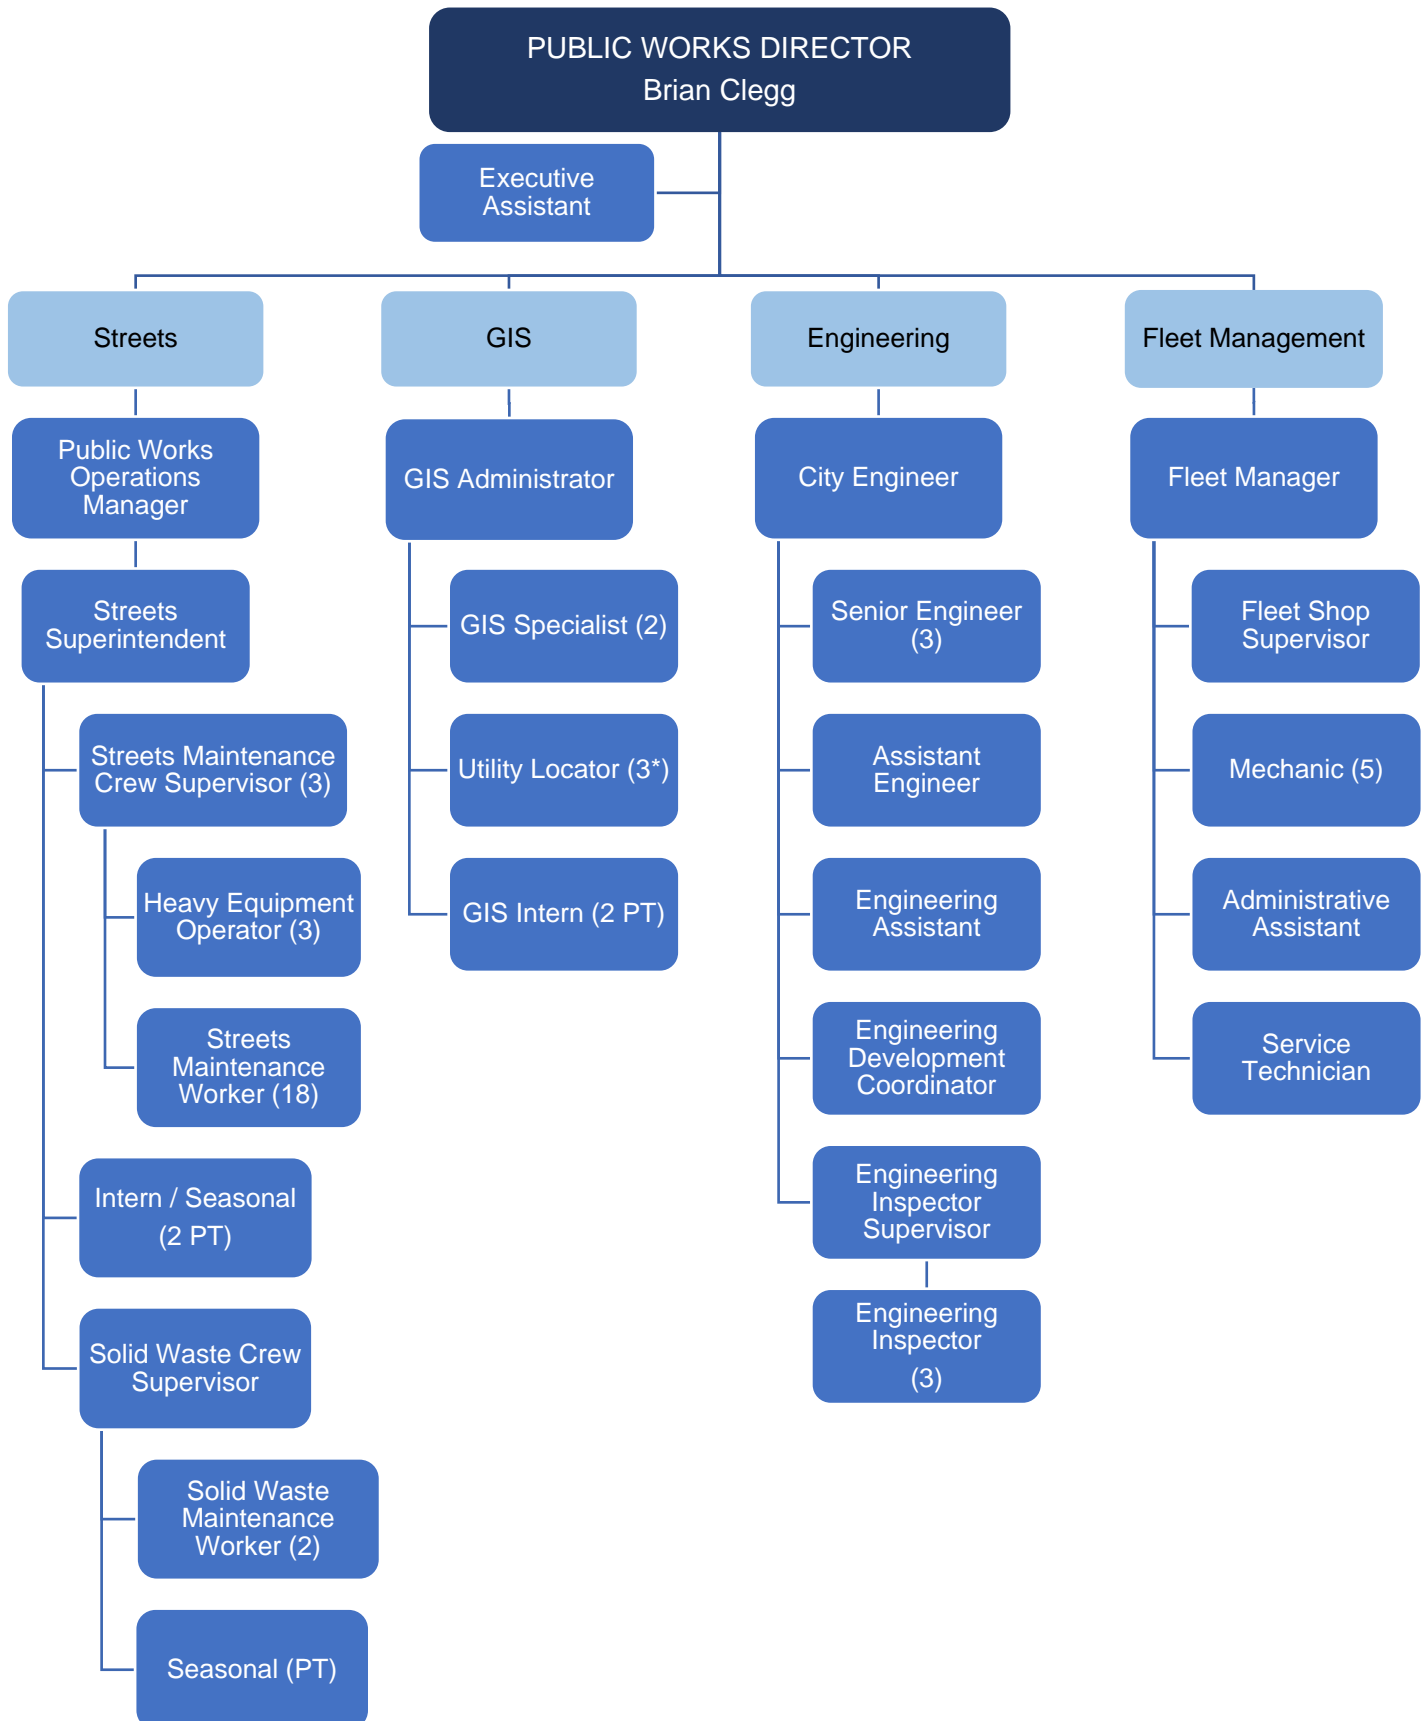 PUBLIC WORKS DIRECTOR
Brian Clegg
Executive
Assistant
Streets
GIS
Engineering
Fleet Management
Public Works
Operations
Manager
GIS Administrator
City Engineer
Fleet Manager
Streets
Superintendent
GIS Specialist (2)
Senior Engineer
(3)
Fleet Shop
Supervisor
Streets Maintenance
Crew Supervisor (3)
Utility Locator (3*)
Assistant
Engineer
Mechanic (5)
Heavy Equipment
Operator (3)
GIS Intern (2 PT)
Engineering
Assistant
Administrative
Assistant
Streets
Maintenance
Worker (18)
Engineering
Development
Coordinator
Service
Technician
Intern / Seasonal
(2 PT)
Engineering
Inspector
Supervisor
Solid Waste Crew
Supervisor
Engineering
Inspector
(3)
Solid Waste
Maintenance
Worker (2)
Seasonal (PT)